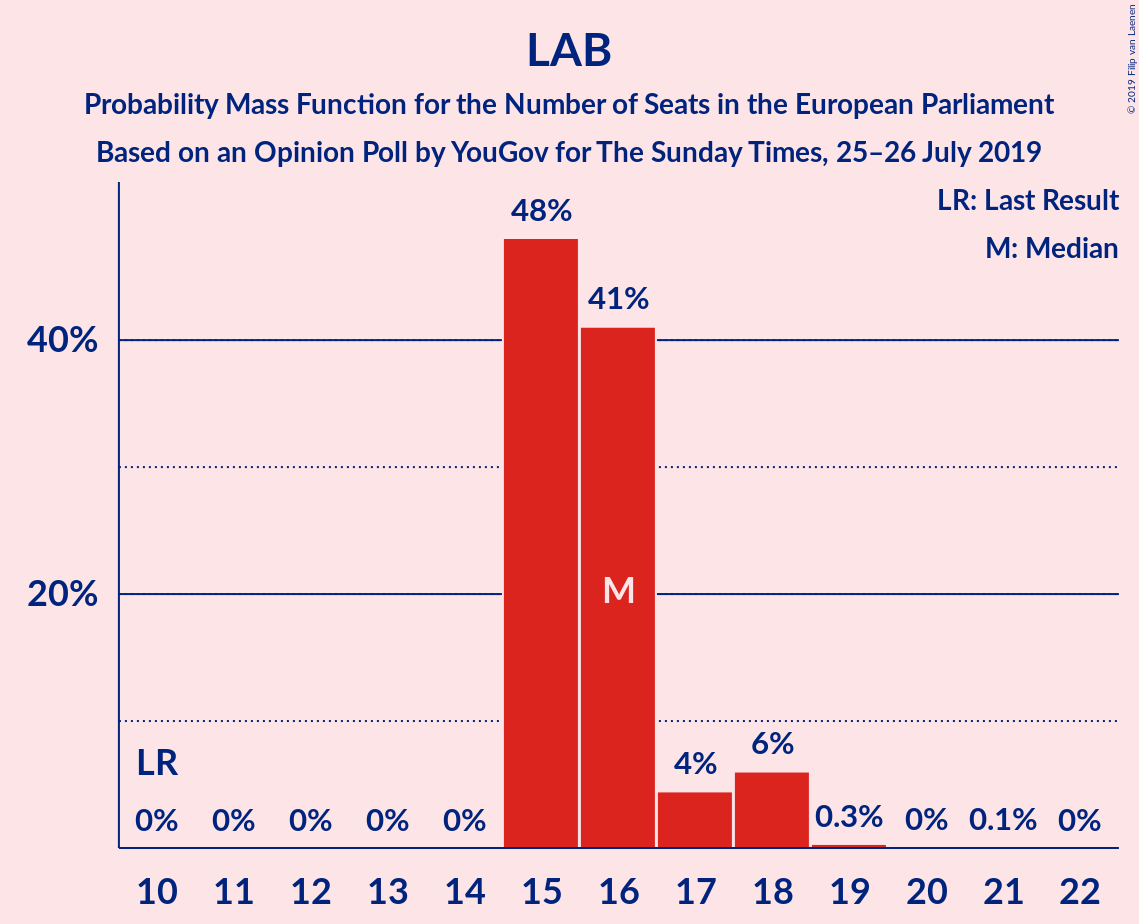 LAB
Probability Mass Function for the Number of Seats in the European Parliament
Based on an Opinion Poll by YouGov for The Sunday Times, 25–26 July 2019
© 2019 Filip van Laenen
LR: Last Result
M: Median
48%
41%
40%
20%
M
LR
4%
6%
0% 0% 0% 0% 0% 0.3% 0% 0.1% 0%
10 11 12 13 14 15 16 17 18 19 20 21 22